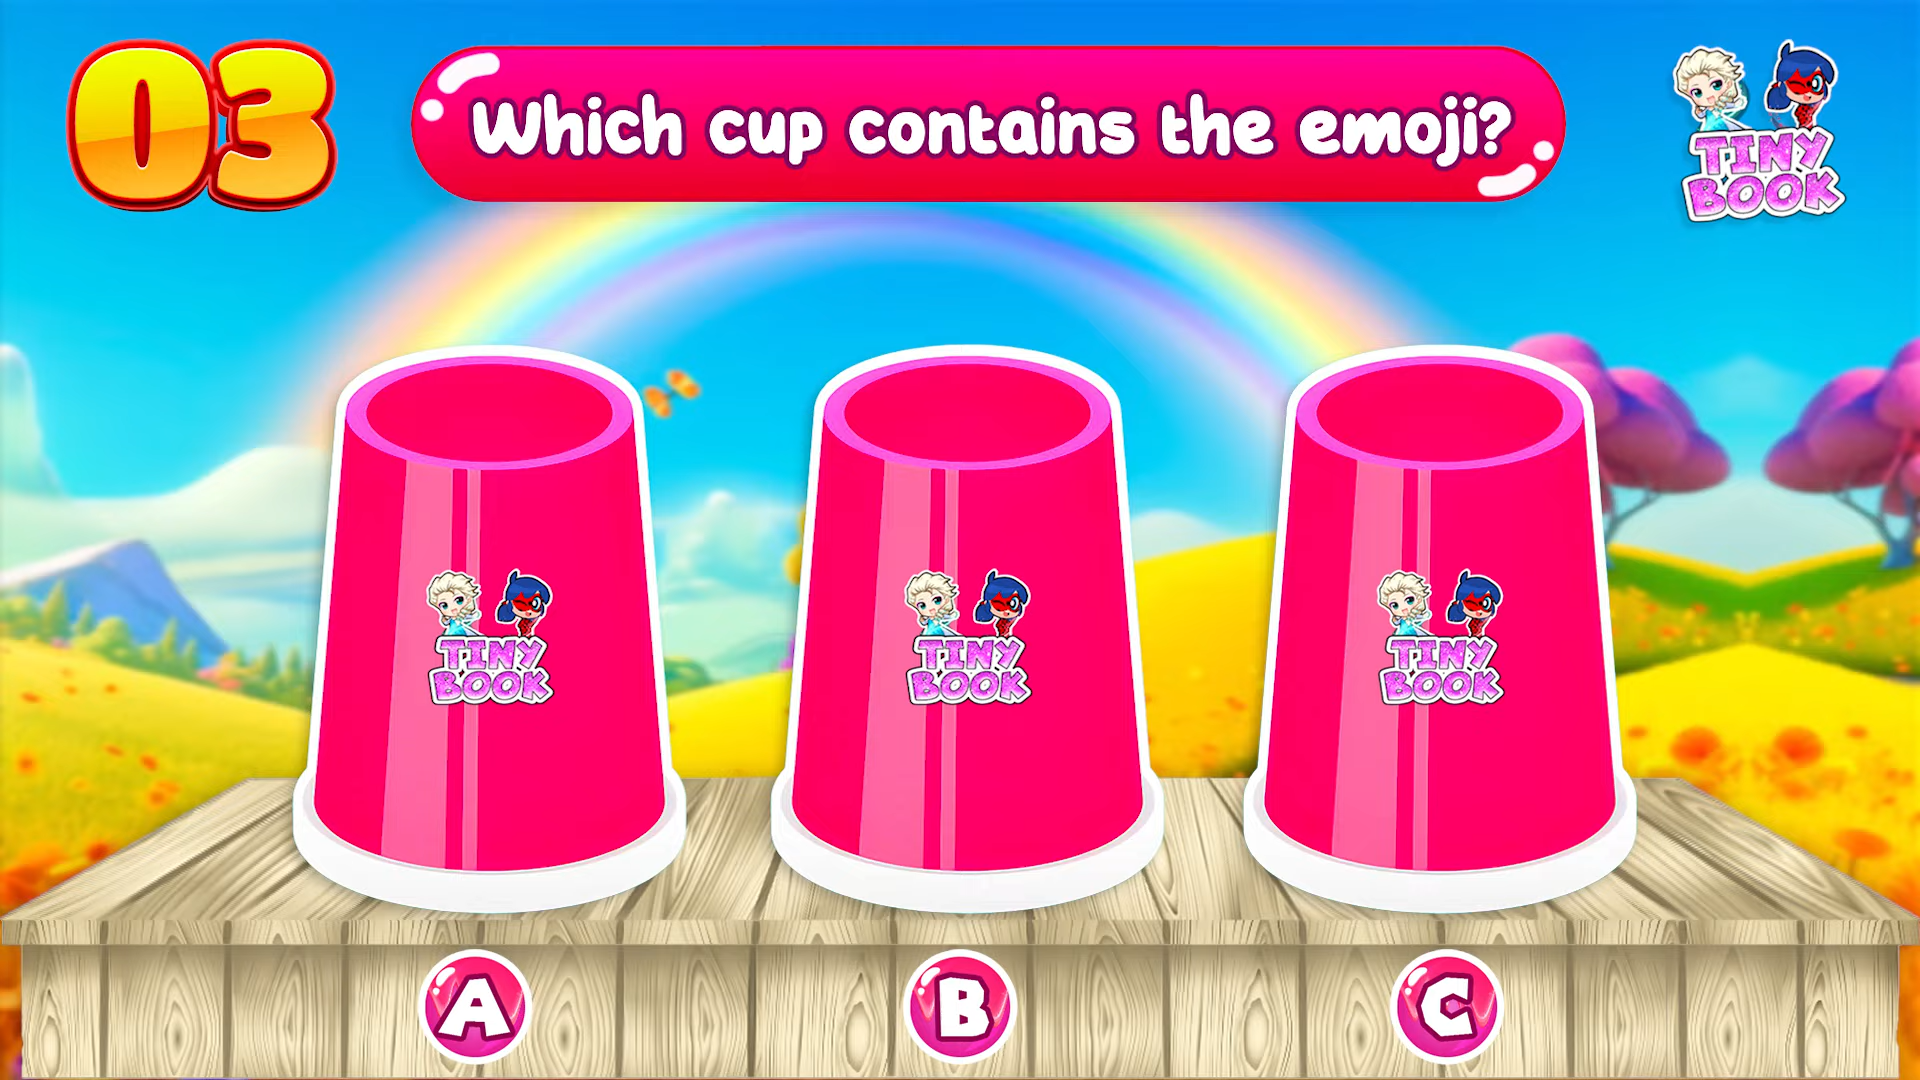 03
Which cup contains the emoji?
TINY
BOOK
TINY
BOOK
TINY
BOOK
TINY
BOOK
A
B
C